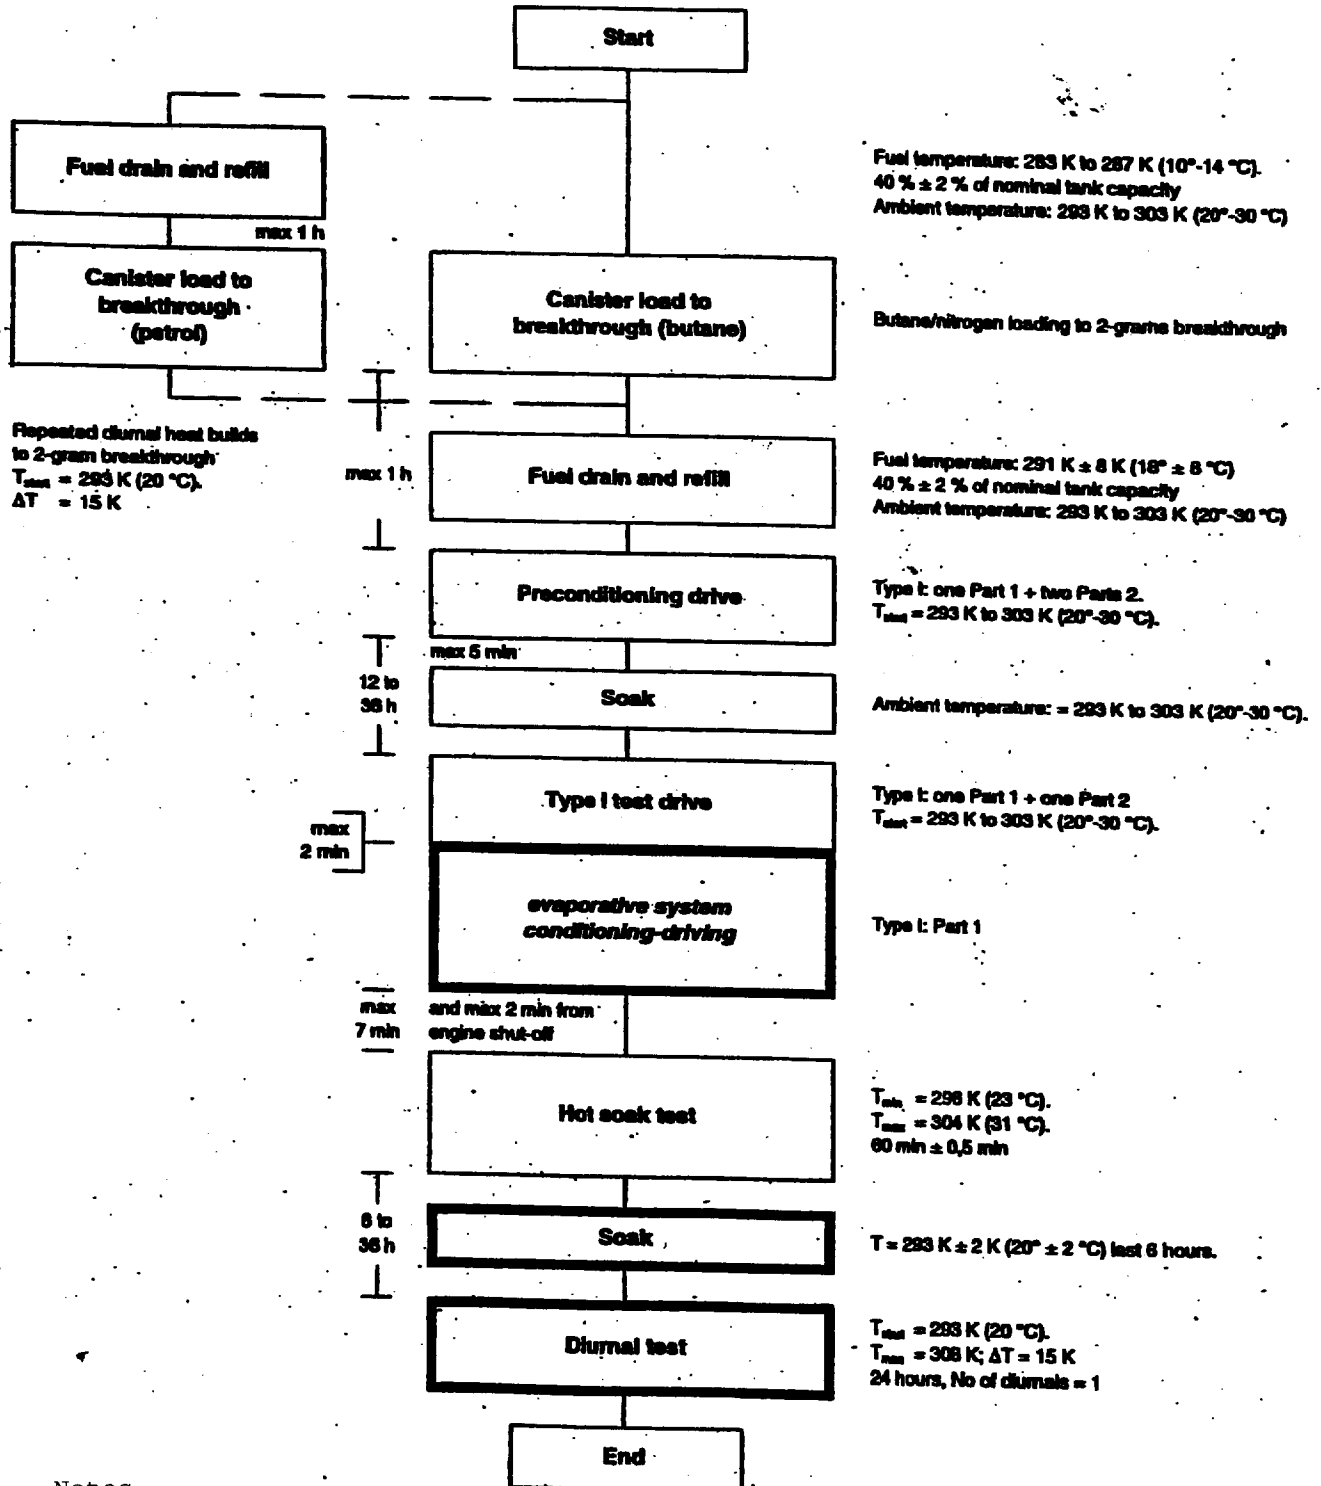 Start
Fuel drain and refill
Fuel temperature: 283 K to 287 K (10°-14 °C).
40 % ± 2 % of nominal tank capacity
Ambient temperature: 293 K to 303 K (20°-30 °C)
max 1 h
Canister load to
breakthrough
(petrol)
Canister load to
breakthrough (butane)
Butane/nitrogen loading to 2-grams breakthrough
Repeated diurnal heat builds
to 2-gram breakthrough
Tstart = 293 K (20 °C).
ΔT = 15 K
max 1 h
Fuel drain and refill
Fuel temperature: 291 K ± 8 K (18° ± 8 °C)
40 % ± 2 % of nominal tank capacity
Ambient temperature: 293 K to 303 K (20°-30 °C)
Preconditioning drive
Type I: one Part 1 + two Parts 2.
Tstart = 293 K to 303 K (20°-30 °C).
max 5 min
12 to
36 h
Soak
Ambient temperature: = 293 K to 303 K (20°-30 °C).
Type I test drive
Type I: one Part 1 + one Part 2
Tstart = 293 K to 303 K (20°-30 °C).
max
2 min
evaporative system
conditioning-driving
Type I: Part 1
max
7 min
and max 2 min from
engine shut-off
Hot soak test
Tmin = 296 K (23 °C).
Tmax = 304 K (31 °C).
60 min ± 0,5 min
6 to
36 h
Soak
T = 293 K ± 2 K (20° ± 2 °C) last 6 hours.
Diurnal test
Tstart = 293 K (20 °C).
Tmax = 308 K; ΔT = 15 K
24 hours, No of diurnals = 1
End
Notes